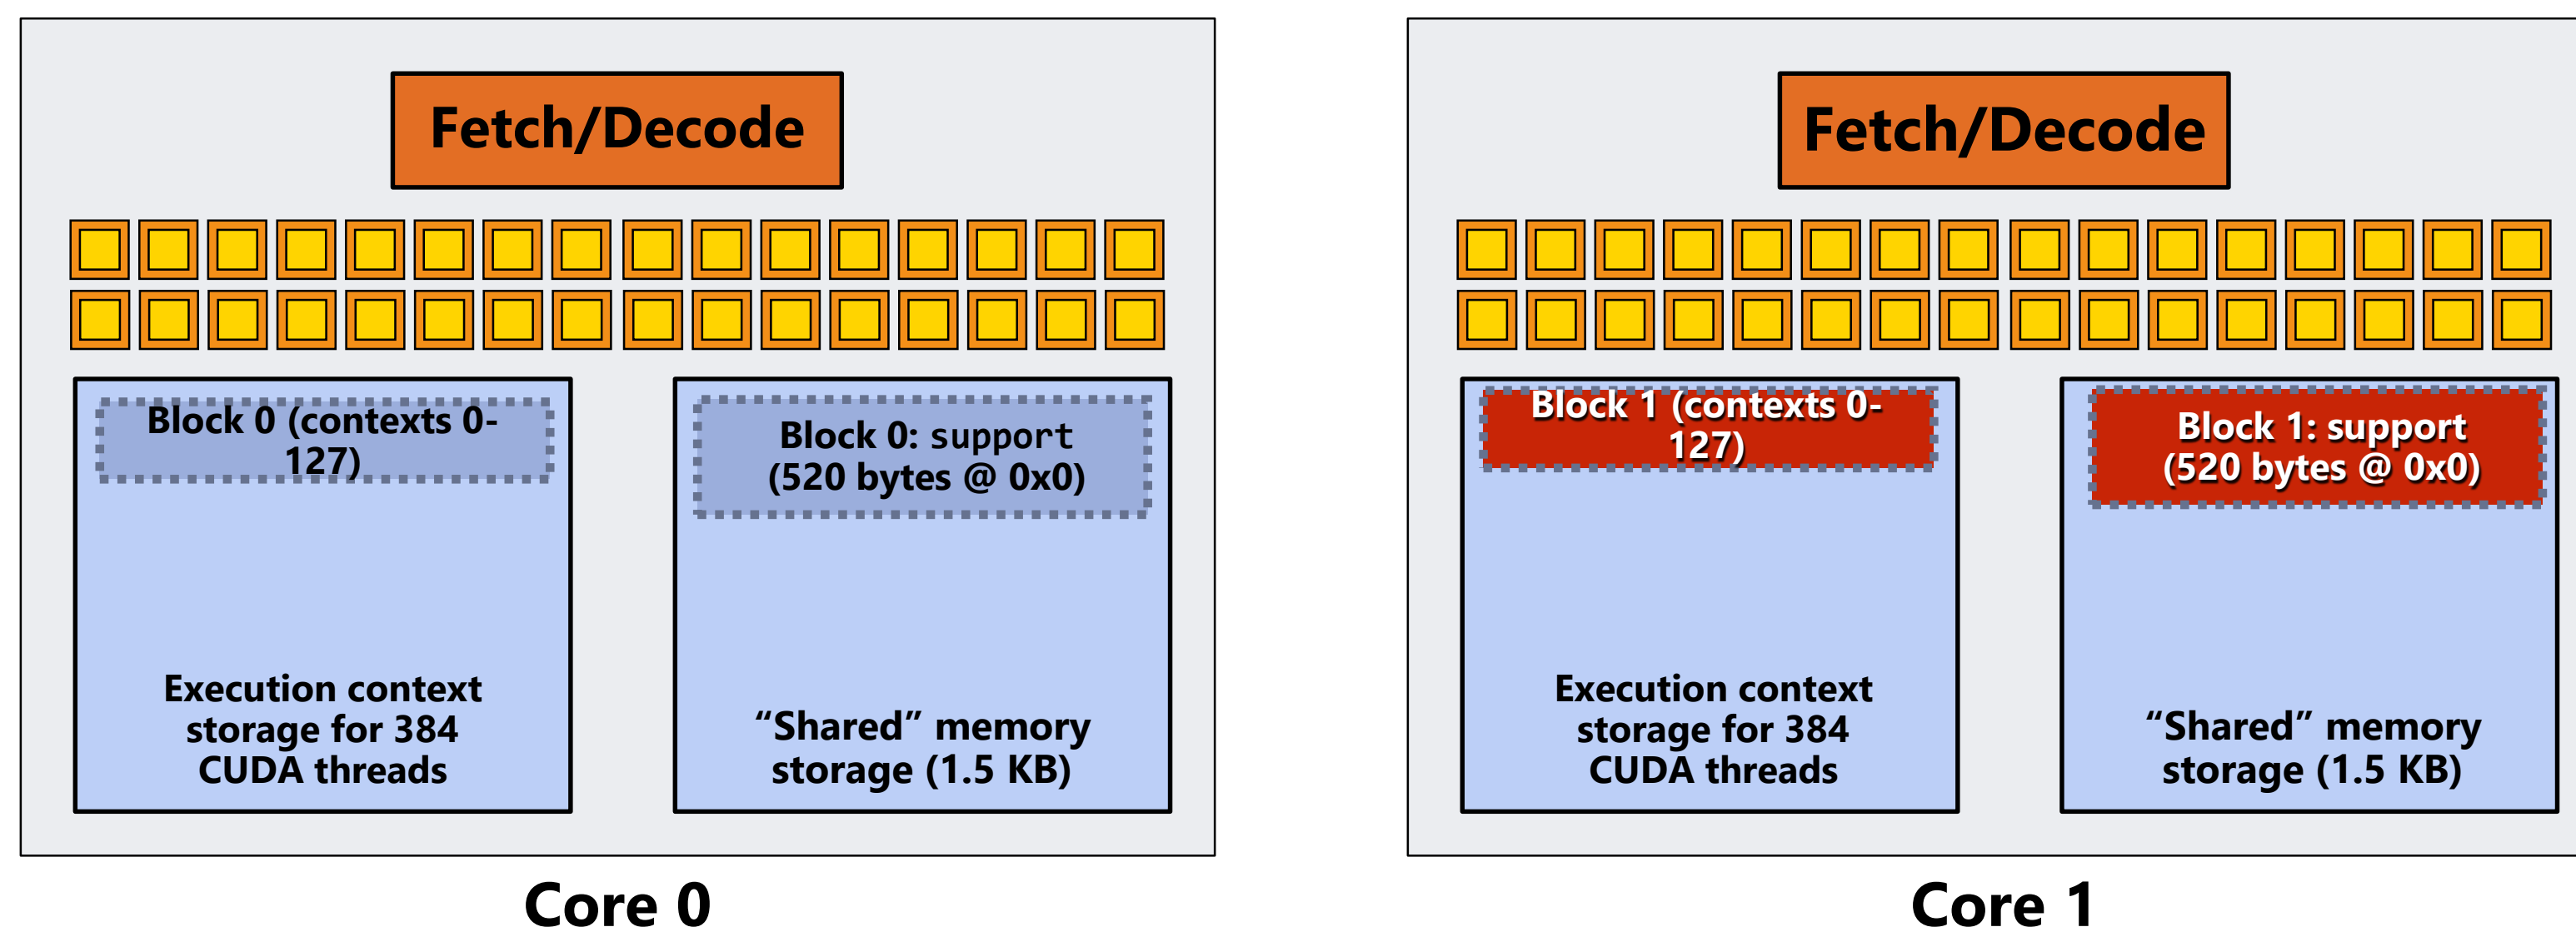 Fetch/Decode
Block 0 (contexts 0-
127)
Block 0: support
(520 bytes @ 0x0)
Execution context
storage for 384
CUDA threads
“Shared” memory
storage (1.5 KB)
Core 0
Fetch/Decode
Block 1 (contexts 0-
127)
Block 1: support
(520 bytes @ 0x0)
Execution context
storage for 384
CUDA threads
“Shared” memory
storage (1.5 KB)
Core 1